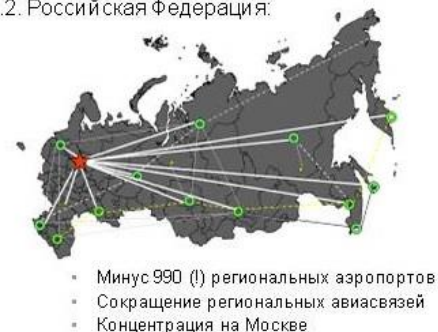 .2. Российская Федерация:
Минус 990 (!) региональных аэропортов
Сокращение региональных авиасвязей
Концентрация на Москве